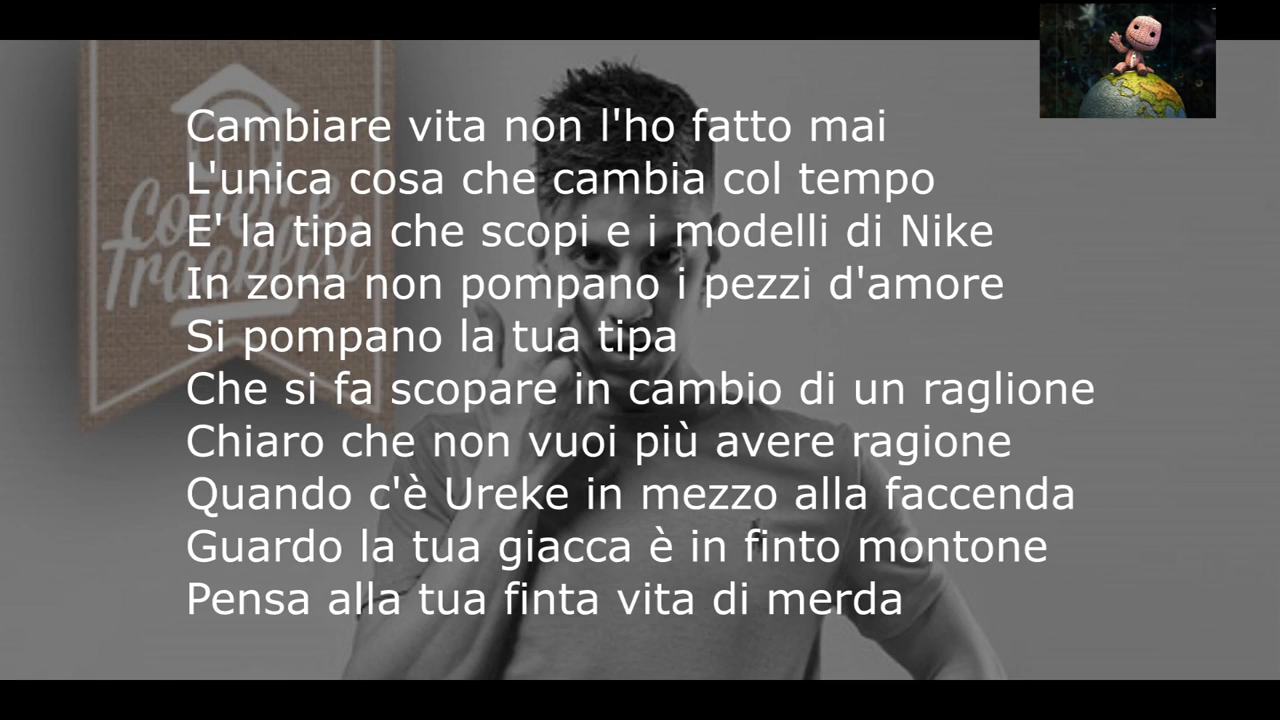 Cover e
Tracklist
Cambiare vita non l'ho fatto mai
L'unica cosa che cambia col tempo
E' la tipa che scopi e i modelli di Nike
In zona non pompano i pezzi d'amore
Si pompano la tua tipa
Che si fa scopare in cambio di un raglione
Chiaro che non vuoi più avere ragione
Quando c'è Ureke in mezzo alla faccenda
Guardo la tua giacca è in finto montone
Pensa alla tua finta vita di merda